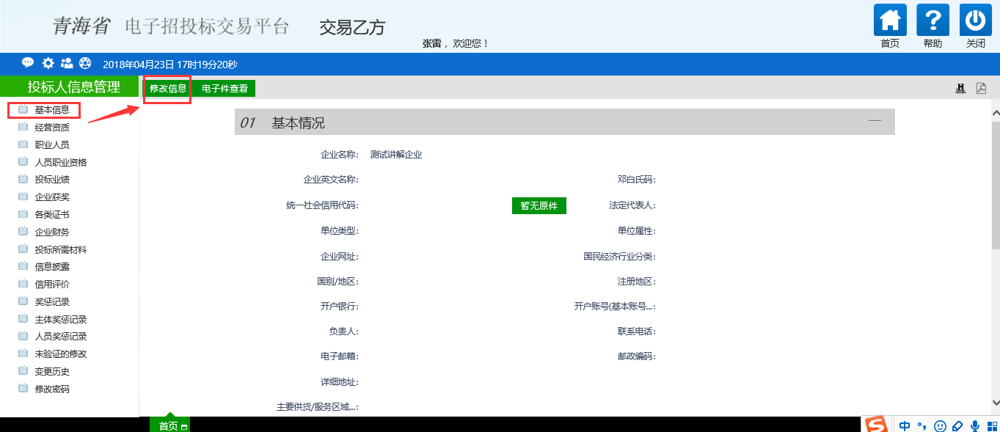 青海省 电子招投标交易平台 交易乙方
张雷，欢迎您！
首页 帮助 关闭
2018年04月23日 17时19分20秒
投标人信息管理
修改信息 电子件查看
基本信息
经营资质
职业人员
人员职业资格
投标业绩
企业获奖
各类证书
企业财务
投标所需材料
信息披露
信用评价
奖惩记录
主体奖惩记录
人员奖惩记录
未验证的修改
变更历史
修改密码
01 基本情况
企业名称: 测试讲解企业
企业英文名称: 邓白氏码:
统一社会信用代码: 暂无原件 法定代表人:
单位类型: 单位属性:
企业网址: 国民经济行业分类:
国别/地区: 注册地区:
开户银行: 开户账号(基本账号...:
负责人: 联系电话:
电子邮箱: 邮政编码:
详细地址:
主要供货/服务区域...:
首页
中